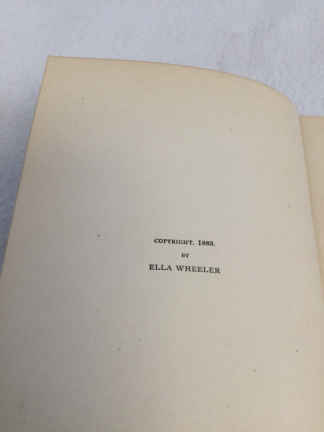 COPYRIGHT, 1883.
BY
ELLA WHEELER